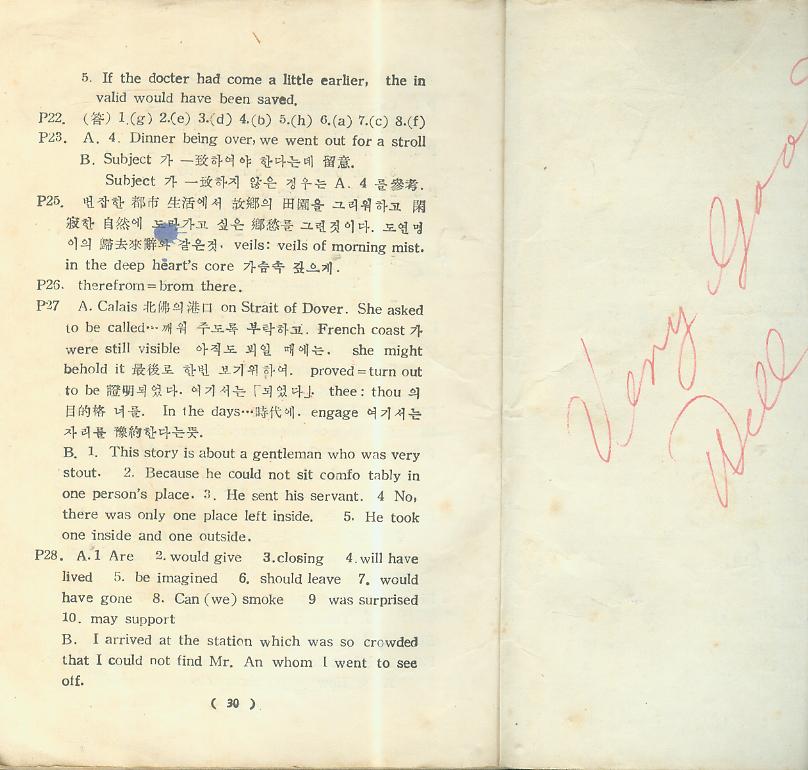 5. If the docter had come a little earlier, the in
valid would have been saved.
P22. (答) 1.(g) 2.(e) 3.(d) 4.(b) 5.(h) 6.(a) 7.(c) 8.(f)
P23. A. 4. Dinner being over, we went out for a stroll
B. Subject 가 一致하여야 한다는데 留意.
Subject 가 一致하지 않은 경우는 A. 4 를 參考.
P25. 번잡한 都市 生活에서 故鄕의 田園을 그리워하고 閑
寂한 自然에 도라가고 싶은 鄕愁를 그린것이다. 도연명
이의 歸去來辭와 같은것. veils: veils of morning mist.
in the deep heart's core 가슴속 깊으게.
P26. therefrom=brom there.
P27 A. Calais 北佛의 港口 on Strait of Dover. She asked
to be called…깨워 주도록 부탁하고. French coast 가
were still visible 아직도 뵈일 때에는. she might
behold it 最後로 한번 보기위하여. proved=turn out
to be 證明되었다. 여기서는 「되었다」. thee: thou 의
目的格 너를. In the days…時代에. engage 여기서는
자리를 豫約한다는뜻.
B. 1. This story is about a gentleman who was very
stout. 2. Because he could not sit comfo tably in
one person's place. 3. He sent his servant. 4 No,
there was only one place left inside. 5. He took
one inside and one outside.
P28. A. 1 Are 2. would give 3. closing 4. will have
lived 5. be imagined 6. should leave 7. would
have gone 8. Can (we) smoke 9 was surprised
10. may support
B. I arrived at the station which was so crowded
that I could not find Mr. An whom I went to see
off.
( 30 )
Very Good
Well